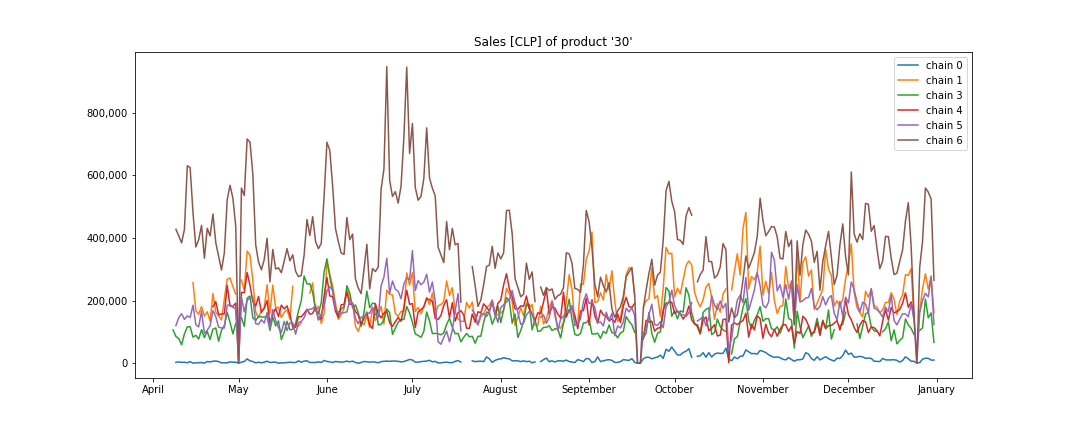 Sales [CLP] of product '30'
chain 0
chain 1
chain 3
chain 4
chain 5
chain 6
800,000
600,000
400,000
200,000
0
April May June July August September October November December January